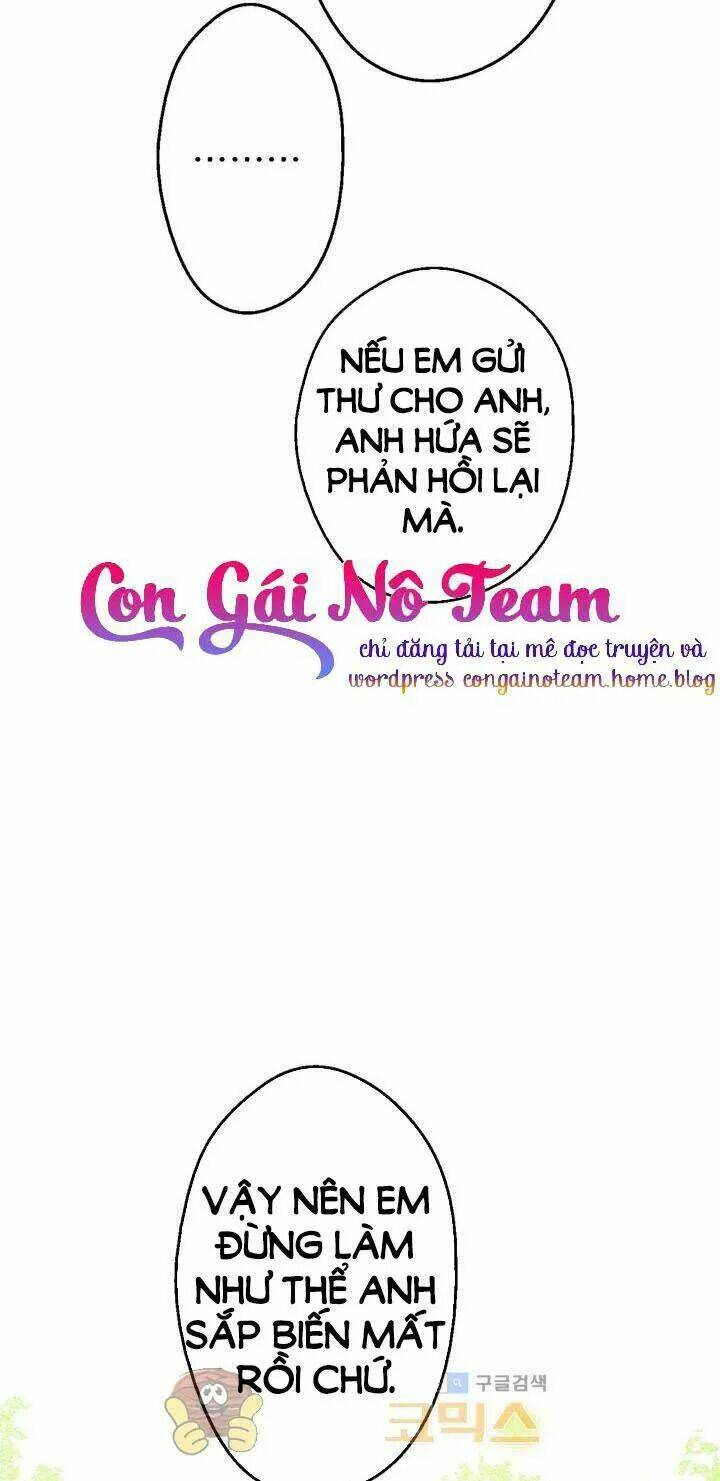 .........
NẾU EM GỬI
THƯ CHO ANH,
ANH HỨA SẼ
PHẢN HỒI LẠI
MÀ.
Con Gái Nô Team
chỉ đăng tải tại mê đọc truyện và
wordpress congainoteam.home.blog
VẬY NÊN EM
ĐỪNG LÀM
NHƯ THỂ ANH
SẮP BIẾN MẤT
RỒI CHỨ.
구글검색
코믹스